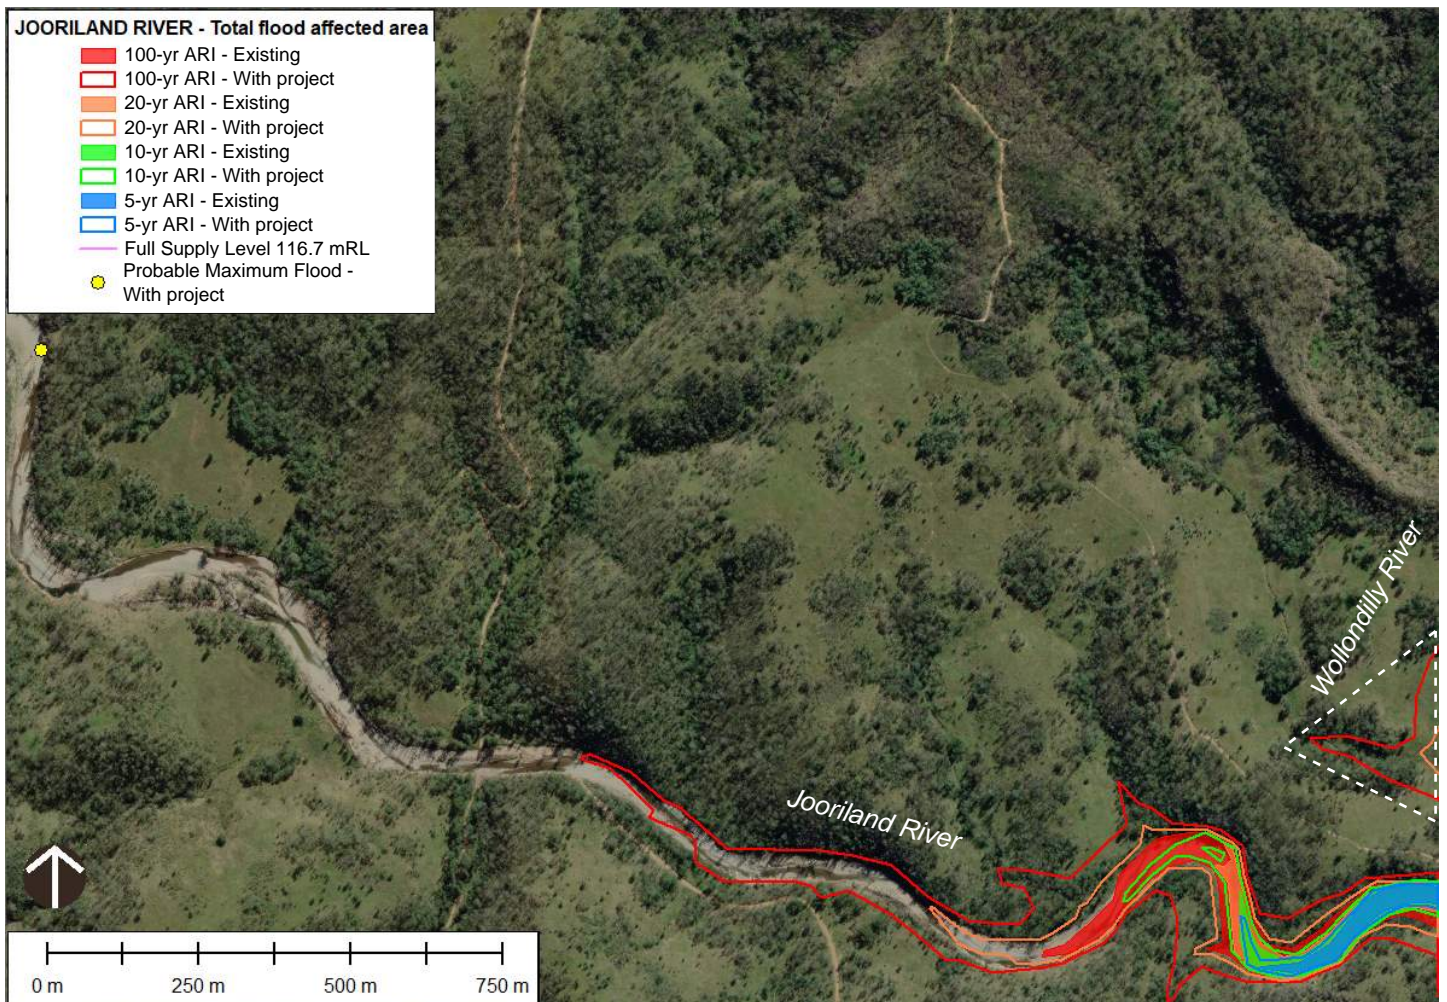 JOORILAND RIVER - Total flood affected area
100-yr ARI - Existing
100-yr ARI - With project
20-yr ARI - Existing
20-yr ARI - With project
10-yr ARI - Existing
10-yr ARI - With project
5-yr ARI - Existing
5-yr ARI - With project
Full Supply Level 116.7 mRL
Probable Maximum Flood -
With project
Wollondilly River
Jooriland River
0 m 250 m 500 m 750 m